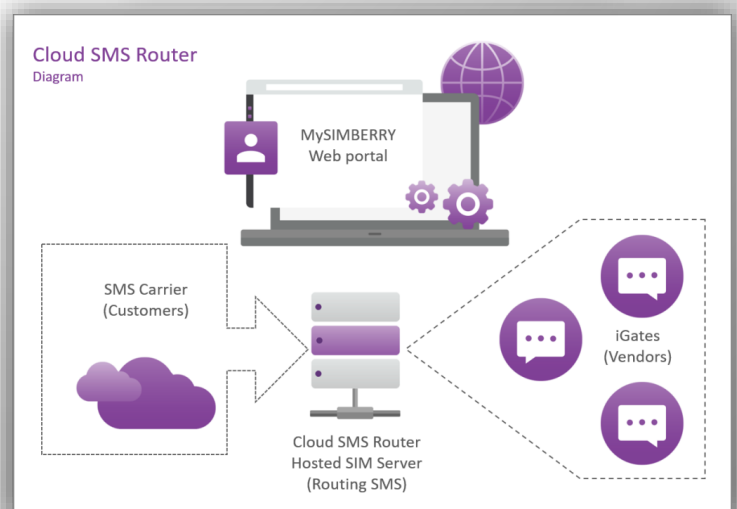 Cloud SMS Router
Diagram
MySIMBERRY
Web portal
SMS Carrier
(Customers)
iGates
(Vendors)
Cloud SMS Router
Hosted SIM Server
(Routing SMS)